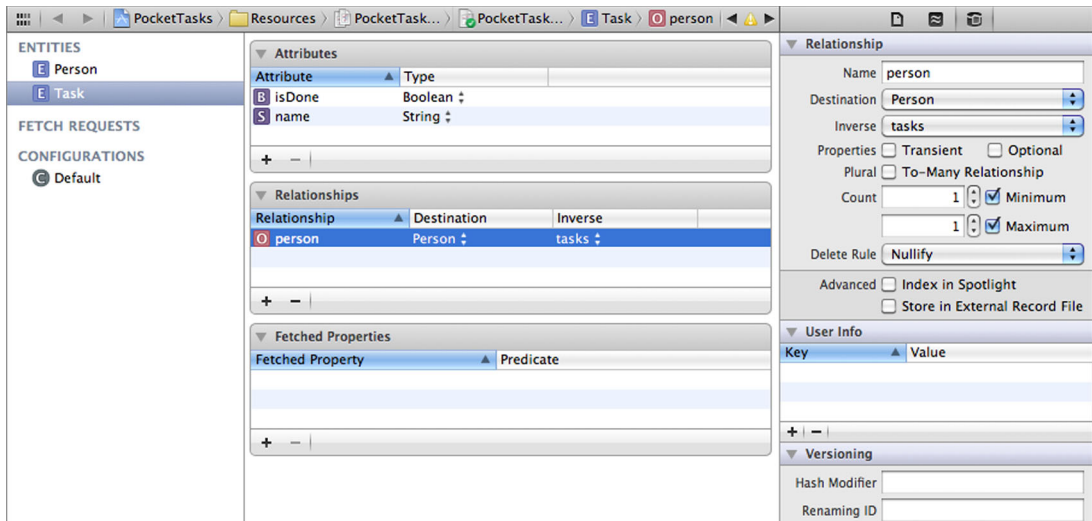 PocketTasks Resources PocketTask... PocketTask... E Task O person
ENTITIES
E Person
E Task
FETCH REQUESTS
CONFIGURATIONS
C Default
Attributes
Attribute Type
B isDone Boolean
S name String
+ −
Relationships
Relationship Destination Inverse
O person Person tasks
+ −
Fetched Properties
Fetched Property Predicate
+ −
Relationship
Name person
Destination Person
Inverse tasks
Properties Transient Optional
Plural To-Many Relationship
Count 1 Minimum
1 Maximum
Delete Rule Nullify
Advanced Index in Spotlight
Store in External Record File
User Info
Key Value
+ −
Versioning
Hash Modifier
Renaming ID